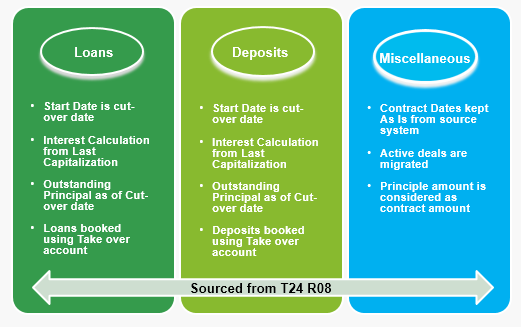 Loans
• Start Date is cut-
over date
• Interest Calculation
from Last
Capitalization
• Outstanding
Principal as of Cut-
over date
• Loans booked
using Take over
account
Deposits
• Start Date is cut-
over date
• Interest Calculation
from Last
Capitalization
• Outstanding
Principal as of Cut-
over date
• Deposits booked
using Take over
account
Miscellaneous
• Contract Dates kept
As Is from source
system
• Active deals are
migrated
• Principle amount is
considered as
contract amount
Sourced from T24 R08